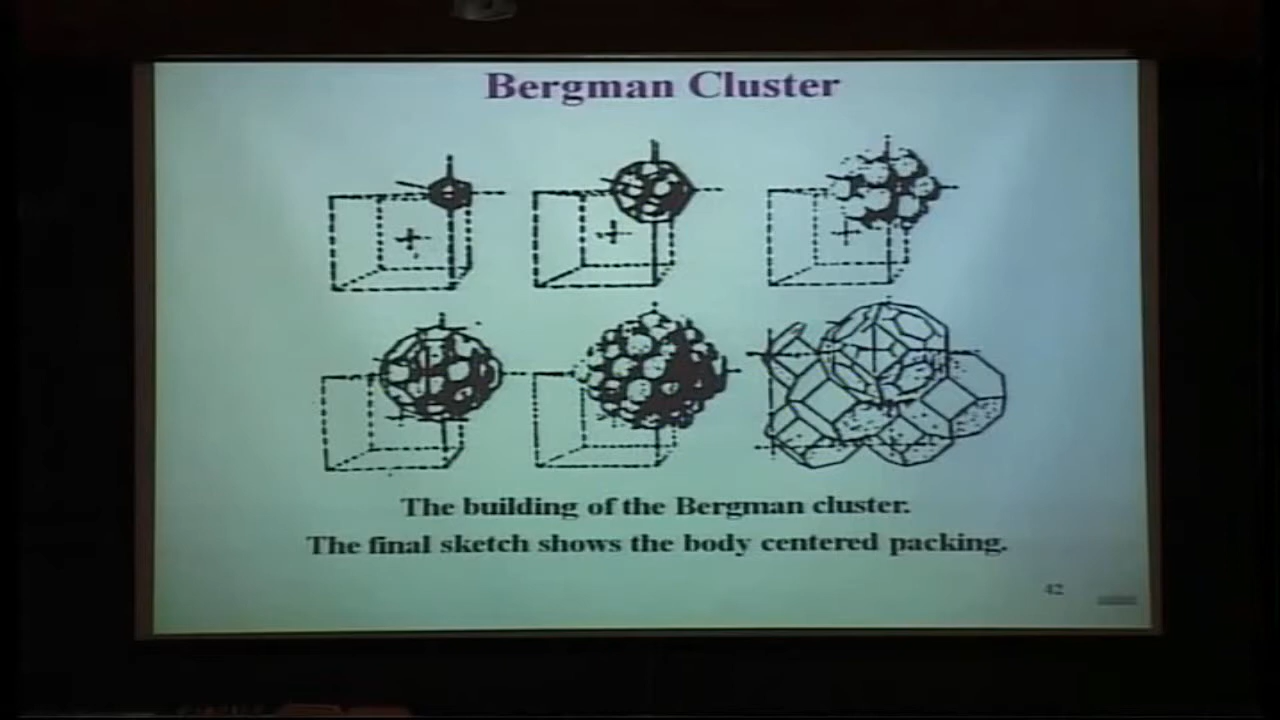 Bergman Cluster
The building of the Bergman cluster.
The final sketch shows the body centered packing.
42